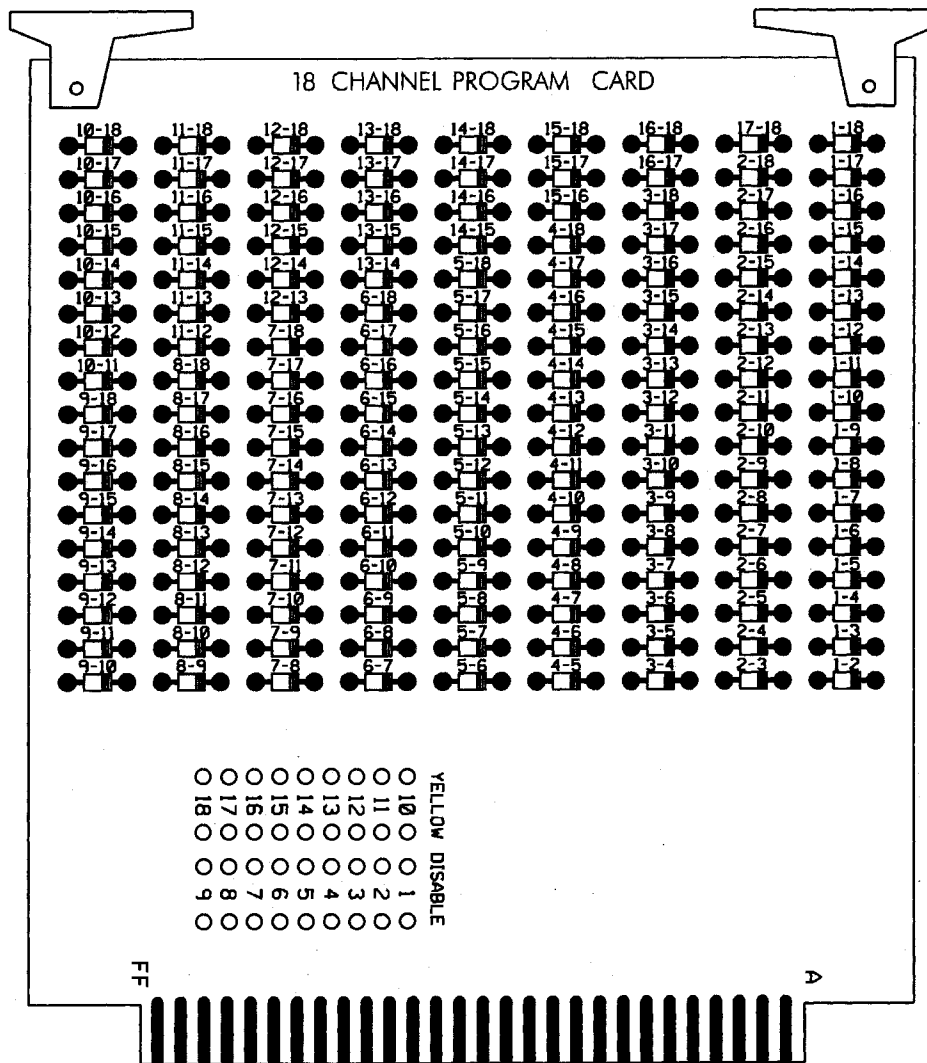 18 CHANNEL PROGRAM CARD
10-18 11-18 12-18 13-18 14-18 15-18 16-18 17-18 1-18
10-17 11-17 12-17 13-17 14-17 15-17 16-17 2-18 1-17
10-16 11-16 12-16 13-16 14-16 15-16 3-18 2-17 1-16
10-15 11-15 12-15 13-15 14-15 4-18 3-17 2-16 1-15
10-14 11-14 12-14 13-14 5-18 4-17 3-16 2-15 1-14
10-13 11-13 12-13 6-18 5-17 4-16 3-15 2-14 1-13
10-12 11-12 7-18 6-17 5-16 4-15 3-14 2-13 1-12
10-11 8-18 7-17 6-16 5-15 4-14 3-13 2-12 1-11
9-18 8-17 7-16 6-15 5-14 4-13 3-12 2-11 1-10
9-17 8-16 7-15 6-14 5-13 4-12 3-11 2-10 1-9
9-16 8-15 7-14 6-13 5-12 4-11 3-10 2-9 1-8
9-15 8-14 7-13 6-12 5-11 4-10 3-9 2-8 1-7
9-14 8-13 7-12 6-11 5-10 4-9 3-8 2-7 1-6
9-13 8-12 7-11 6-10 5-9 4-8 3-7 2-6 1-5
9-12 8-11 7-10 6-9 5-8 4-7 3-6 2-5 1-4
9-11 8-10 7-9 6-8 5-7 4-6 3-5 2-4 1-3
9-10 8-9 7-8 6-7 5-6 4-5 3-4 2-3 1-2
YELLOW DISABLE
10 1
11 2
12 3
13 4
14 5
15 6
16 7
17 8
18 9
FF
A